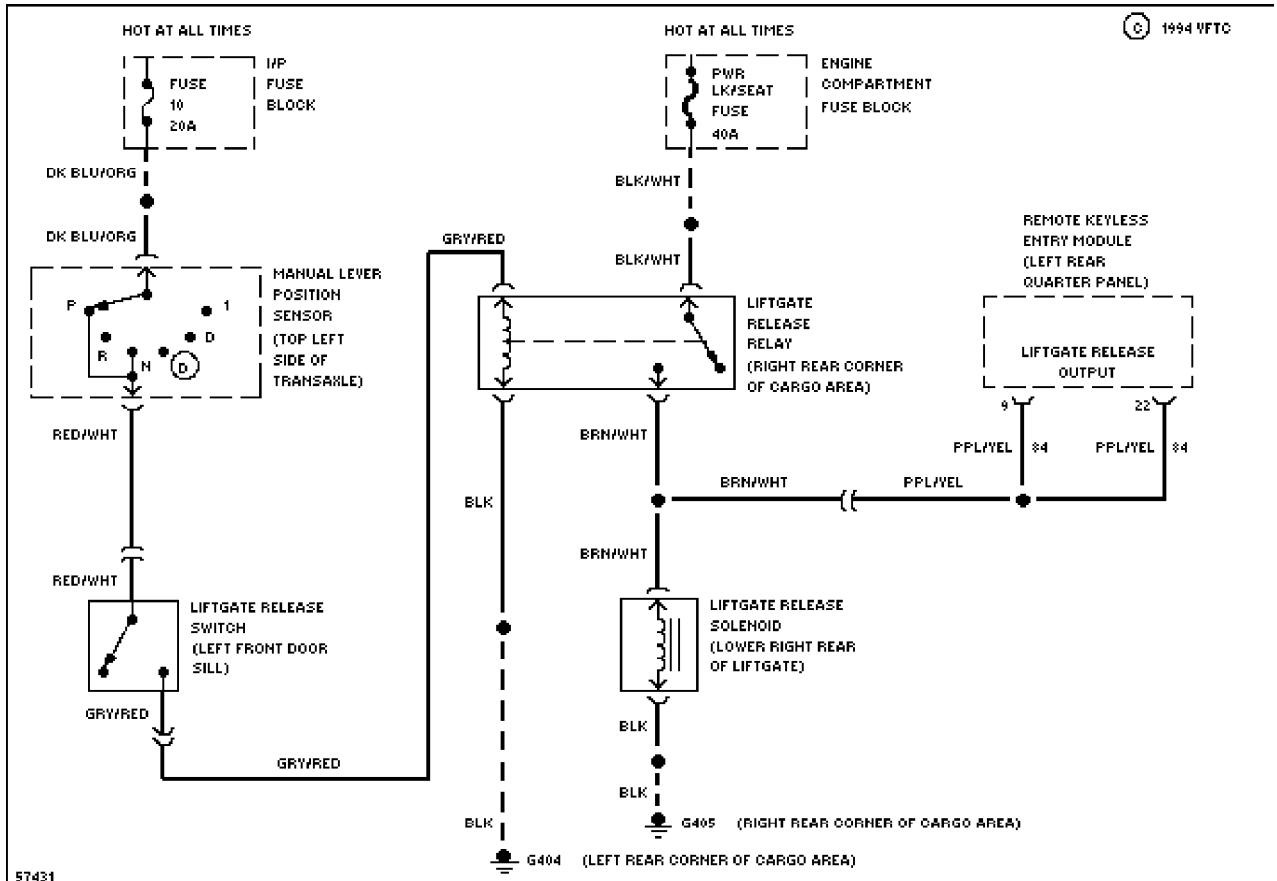 HOT AT ALL TIMES
FUSE
10
20A
I/P
FUSE
BLOCK
HOT AT ALL TIMES
PWR
LK/SEAT
FUSE
40A
ENGINE
COMPARTMENT
FUSE BLOCK
C 1994 VFTC
DK BLU/ORG
DK BLU/ORG
BLK/WHT
BLK/WHT
GRY/RED
MANUAL LEVER
POSITION
SENSOR
(TOP LEFT
SIDE OF
TRANSAXLE)
P
R
N
D
D
1
LIFTGATE
RELEASE
RELAY
(RIGHT REAR CORNER
OF CARGO AREA)
REMOTE KEYLESS
ENTRY MODULE
(LEFT REAR
QUARTER PANEL)
LIFTGATE RELEASE
OUTPUT
9
22
PPL/YEL 84
PPL/YEL 84
RED/WHT
BRN/WHT
BRN/WHT
PPL/YEL
BLK
RED/WHT
BRN/WHT
LIFTGATE RELEASE
SWITCH
(LEFT FRONT DOOR
SILL)
LIFTGATE RELEASE
SOLENOID
(LOWER RIGHT REAR
OF LIFTGATE)
GRY/RED
GRY/RED
BLK
BLK
BLK
G405 (RIGHT REAR CORNER OF CARGO AREA)
G404 (LEFT REAR CORNER OF CARGO AREA)
57431